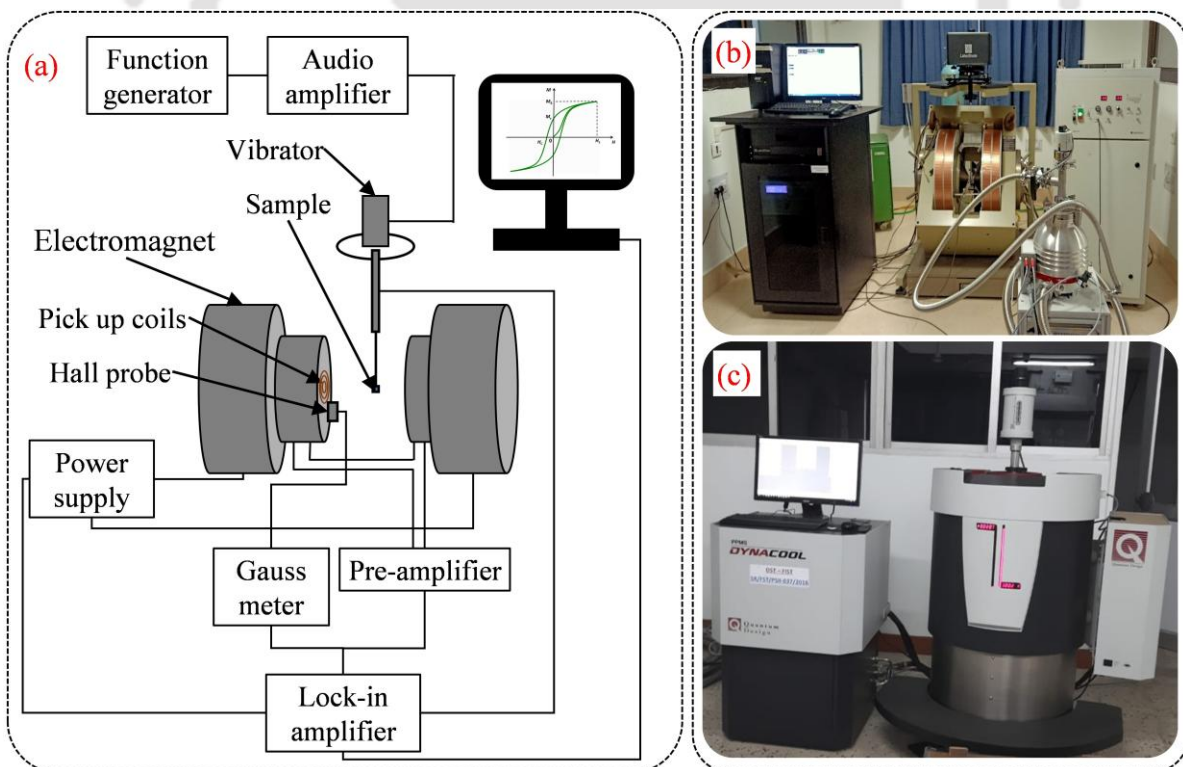 (a)
Function
generator
Audio
amplifier
Vibrator
Sample
Electromagnet
Pick up coils
Hall probe
Power
supply
Gauss
meter
Pre-amplifier
Lock-in
amplifier
(b)
(c)
PPMS
DYNACOOL
Quantum
Design
Q